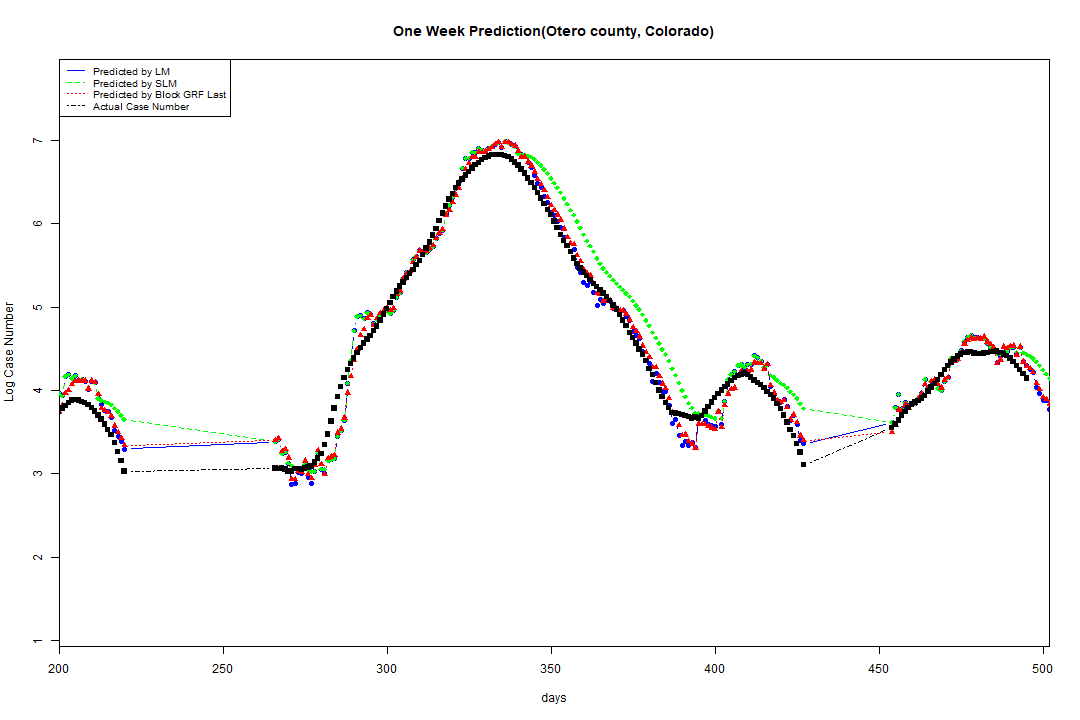 One Week Prediction(Otero county, Colorado)
Predicted by LM
Predicted by SLM
Predicted by Block GRF Last
Actual Case Number
7
6
5
4
3
2
1
Log Case Number
200 250 300 350 400 450 500
days